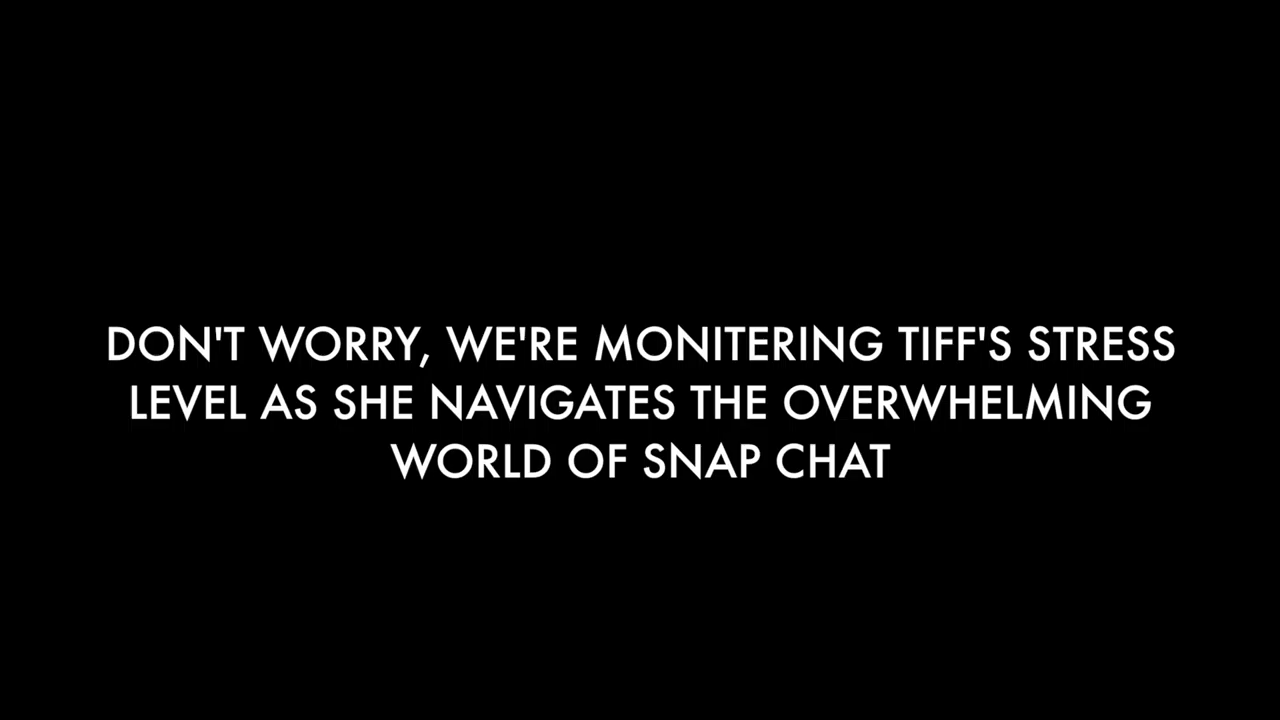 DON'T WORRY, WE'RE MONITERING TIFF'S STRESS
LEVEL AS SHE NAVIGATES THE OVERWHELMING
WORLD OF SNAP CHAT